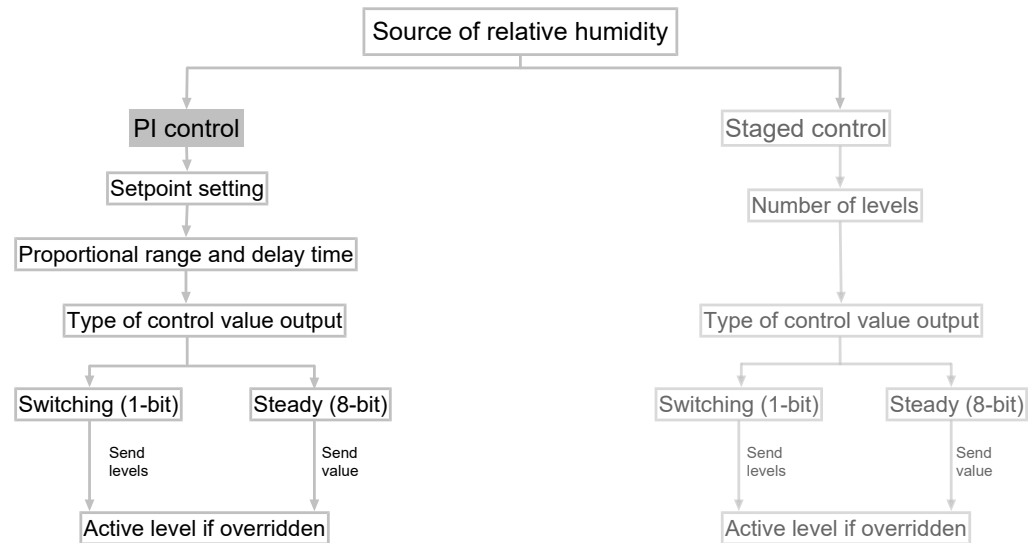 Source of relative humidity
PI control
Staged control
Setpoint setting
Number of levels
Proportional range and delay time
Type of control value output
Type of control value output
Switching (1-bit)
Steady (8-bit)
Switching (1-bit)
Steady (8-bit)
Send
levels
Send
value
Send
levels
Send
value
Active level if overridden
Active level if overridden